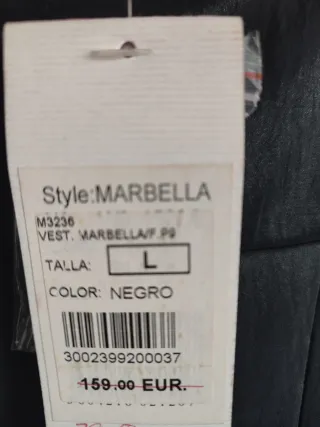 Style:MARBELLA
M3236
VEST. MARBELLA/F.P9
TALLA: L
COLOR: NEGRO
3002399200037
159.00 EUR.